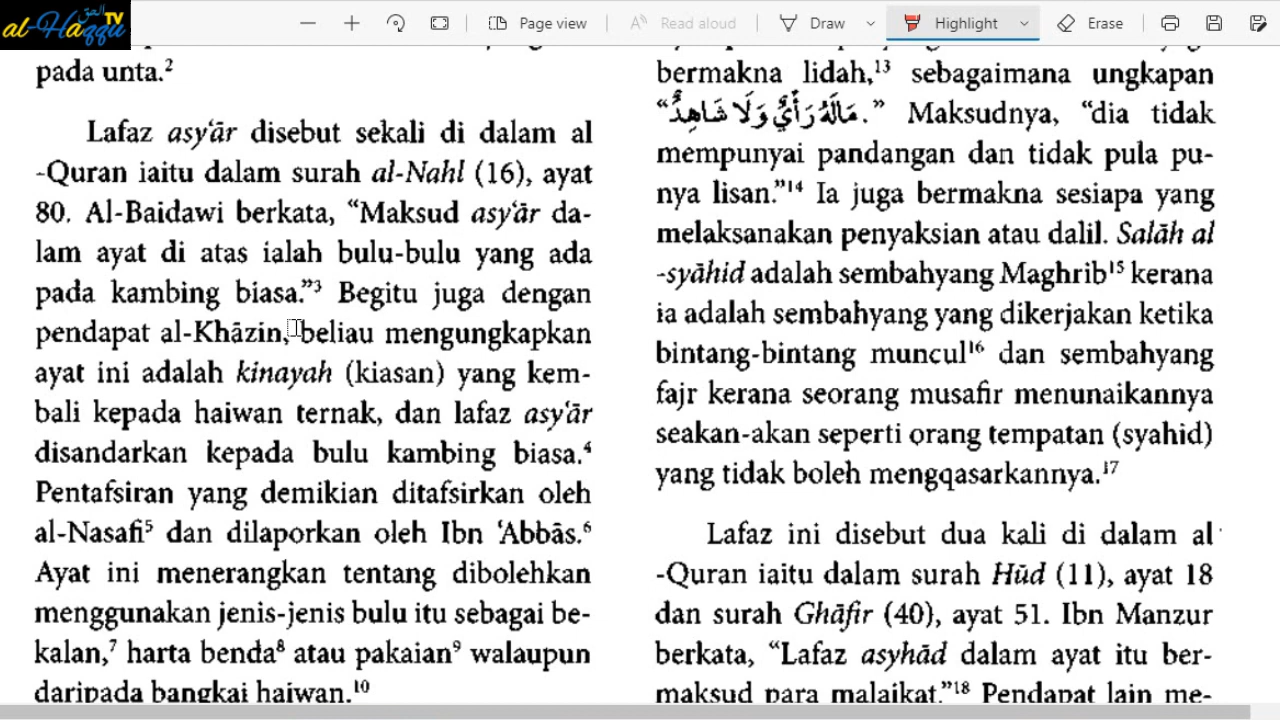 الحق
al-Haqqu TV
Page view
Read aloud
Draw
Highlight
Erase
pada unta.²
Lafaz asy‘ār disebut sekali di dalam al
-Quran iaitu dalam surah al-Nahl (16), ayat
80. Al-Baidawi berkata, “Maksud asy‘ār da-
lam ayat di atas ialah bulu-bulu yang ada
pada kambing biasa.”³ Begitu juga dengan
pendapat al-Khāzin, beliau mengungkapkan
ayat ini adalah kinayah (kiasan) yang kem-
bali kepada haiwan ternak, dan lafaz asy‘ār
disandarkan kepada bulu kambing biasa.⁴
Pentafsiran yang demikian ditafsirkan oleh
al-Nasafi⁵ dan dilaporkan oleh Ibn ‘Abbās.⁶
Ayat ini menerangkan tentang dibolehkan
menggunakan jenis-jenis bulu itu sebagai be-
kalan,⁷ harta benda⁸ atau pakaian⁹ walaupun
daripada bangkai haiwan.¹⁰
bermakna lidah,¹³ sebagaimana ungkapan
“مَالَهُ رَأْيٌ وَلَا شَاهِدٌ.” Maksudnya, “dia tidak
mempunyai pandangan dan tidak pula pu-
nya lisan.”¹⁴ Ia juga bermakna sesiapa yang
melaksanakan penyaksian atau dalil. Salāh al
-syāhid adalah sembahyang Maghrib¹⁵ kerana
ia adalah sembahyang yang dikerjakan ketika
bintang-bintang muncul¹⁶ dan sembahyang
fajr kerana seorang musafir menunaikannya
seakan-akan seperti orang tempatan (syahid)
yang tidak boleh mengqasarkannya.¹⁷
Lafaz ini disebut dua kali di dalam al
-Quran iaitu dalam surah Hūd (11), ayat 18
dan surah Ghāfir (40), ayat 51. Ibn Manzur
berkata, “Lafaz asyhād dalam ayat itu ber-
maksud para malaikat.”¹⁸ Pendapat lain me-